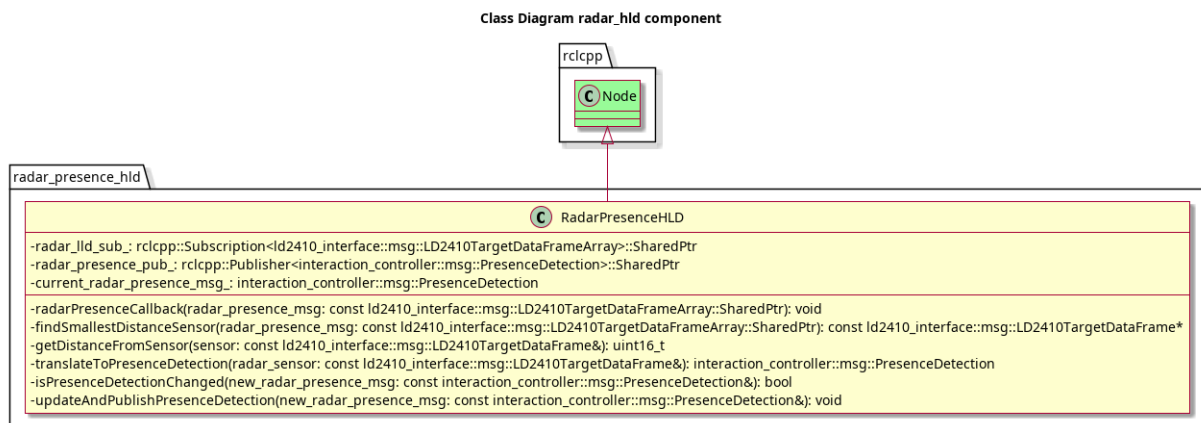 Class Diagram radar_hld component
rclcpp
C Node
radar_presence_hld
C RadarPresenceHLD
-radar_lld_sub_: rclcpp::Subscription<ld2410_interface::msg::LD2410TargetDataFrameArray>::SharedPtr
-radar_presence_pub_: rclcpp::Publisher<interaction_controller::msg::PresenceDetection>::SharedPtr
-current_radar_presence_msg_: interaction_controller::msg::PresenceDetection
-radarPresenceCallback(radar_presence_msg: const ld2410_interface::msg::LD2410TargetDataFrameArray::SharedPtr): void
-findSmallestDistanceSensor(radar_presence_msg: const ld2410_interface::msg::LD2410TargetDataFrameArray::SharedPtr): const ld2410_interface::msg::LD2410TargetDataFrame*
-getDistanceFromSensor(sensor: const ld2410_interface::msg::LD2410TargetDataFrame&): uint16_t
-translateToPresenceDetection(radar_sensor: const ld2410_interface::msg::LD2410TargetDataFrame&): interaction_controller::msg::PresenceDetection
-isPresenceDetectionChanged(new_radar_presence_msg: const interaction_controller::msg::PresenceDetection&): bool
-updateAndPublishPresenceDetection(new_radar_presence_msg: const interaction_controller::msg::PresenceDetection&): void